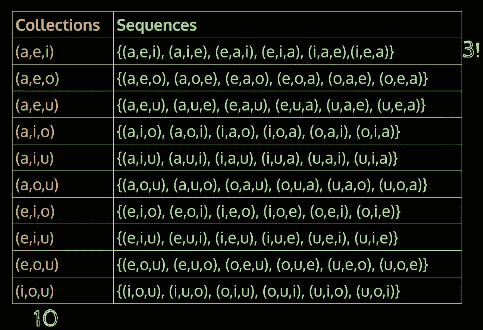 Collections Sequences
(a,e,i) {(a,e,i), (a,i,e), (e,a,i), (e,i,a), (i,a,e),(i,e,a)} 3!
(a,e,o) {(a,e,o), (a,o,e), (e,a,o), (e,o,a), (o,a,e), (o,e,a)}
(a,e,u) {(a,e,u), (a,u,e), (e,a,u), (e,u,a), (u,a,e), (u,e,a)}
(a,i,o) {(a,i,o), (a,o,i), (i,a,o), (i,o,a), (o,a,i), (o,i,a)}
(a,i,u) {(a,i,u), (a,u,i), (i,a,u), (i,u,a), (u,a,i), (u,i,a)}
(a,o,u) {(a,o,u), (a,u,o), (o,a,u), (o,u,a), (u,a,o), (u,o,a)}
(e,i,o) {(e,i,o), (e,o,i), (i,e,o), (i,o,e), (o,e,i), (o,i,e)}
(e,i,u) {(e,i,u), (e,u,i), (i,e,u), (i,u,e), (u,e,i), (u,i,e)}
(e,o,u) {(e,o,u), (e,u,o), (o,e,u), (o,u,e), (u,e,o), (u,o,e)}
(i,o,u) {(i,o,u), (i,u,o), (o,i,u), (o,u,i), (u,i,o), (u,o,i)}
10